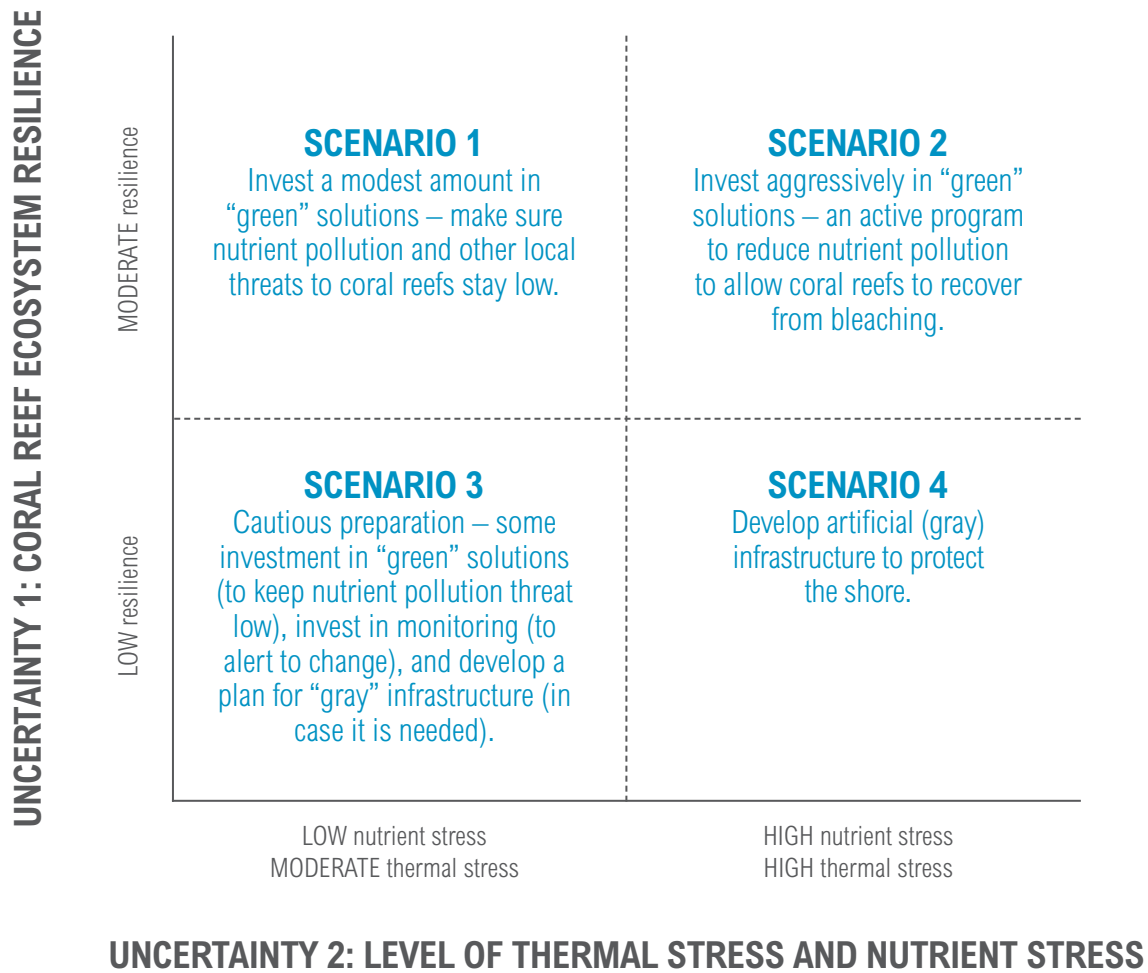 UNCERTAINTY 1: CORAL REEF ECOSYSTEM RESILIENCE
MODERATE resilience
SCENARIO 1
Invest a modest amount in
“green” solutions – make sure
nutrient pollution and other local
threats to coral reefs stay low.
SCENARIO 2
Invest aggressively in “green”
solutions – an active program
to reduce nutrient pollution
to allow coral reefs to recover
from bleaching.
LOW resilience
SCENARIO 3
Cautious preparation – some
investment in “green” solutions
(to keep nutrient pollution threat
low), invest in monitoring (to
alert to change), and develop a
plan for “gray” infrastructure (in
case it is needed).
SCENARIO 4
Develop artificial (gray)
infrastructure to protect
the shore.
LOW nutrient stress
MODERATE thermal stress
HIGH nutrient stress
HIGH thermal stress
UNCERTAINTY 2: LEVEL OF THERMAL STRESS AND NUTRIENT STRESS